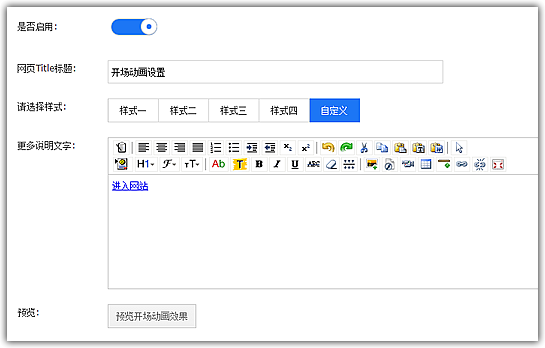 是否启用：
网页Title标题：
开场动画设置
请选择样式：
样式一 样式二 样式三 样式四 自定义
更多说明文字：
H1 F тT Ab T B I U ABC
进入网站
预览：
预览开场动画效果